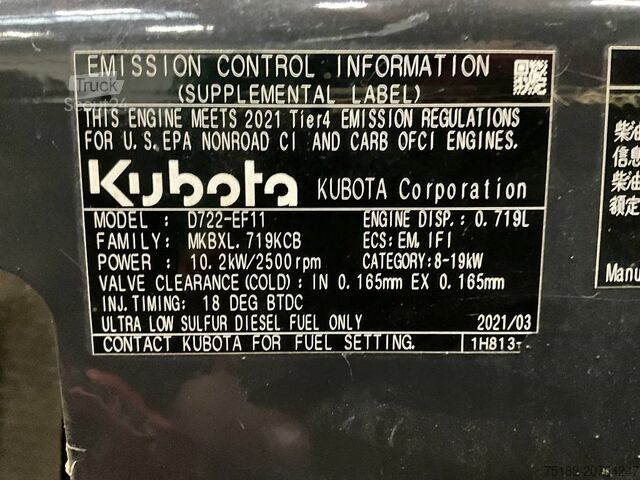 EMISSION CONTROL INFORMATION
(SUPPLEMENTAL LABEL)
Truck
Scout24
THIS ENGINE MEETS 2021 Tier4 EMISSION REGULATIONS
FOR U.S. EPA NONROAD CI AND CARB OFCI ENGINES.
Kubota KUBOTA Corporation
MODEL : D722-EF11 ENGINE DISP.: 0.719L
FAMILY: MKBXL.719KCB ECS:EM,IFI
POWER : 10.2kW/2500rpm CATEGORY:8-19kW
VALVE CLEARANCE(COLD): IN 0.165mm EX 0.165mm
INJ.TIMING: 18 DEG BTDC
ULTRA LOW SULFUR DIESEL FUEL ONLY 2021/03
CONTACT KUBOTA FOR FUEL SETTING. 1H813-
柴油
信息
柴油
额定
Manu